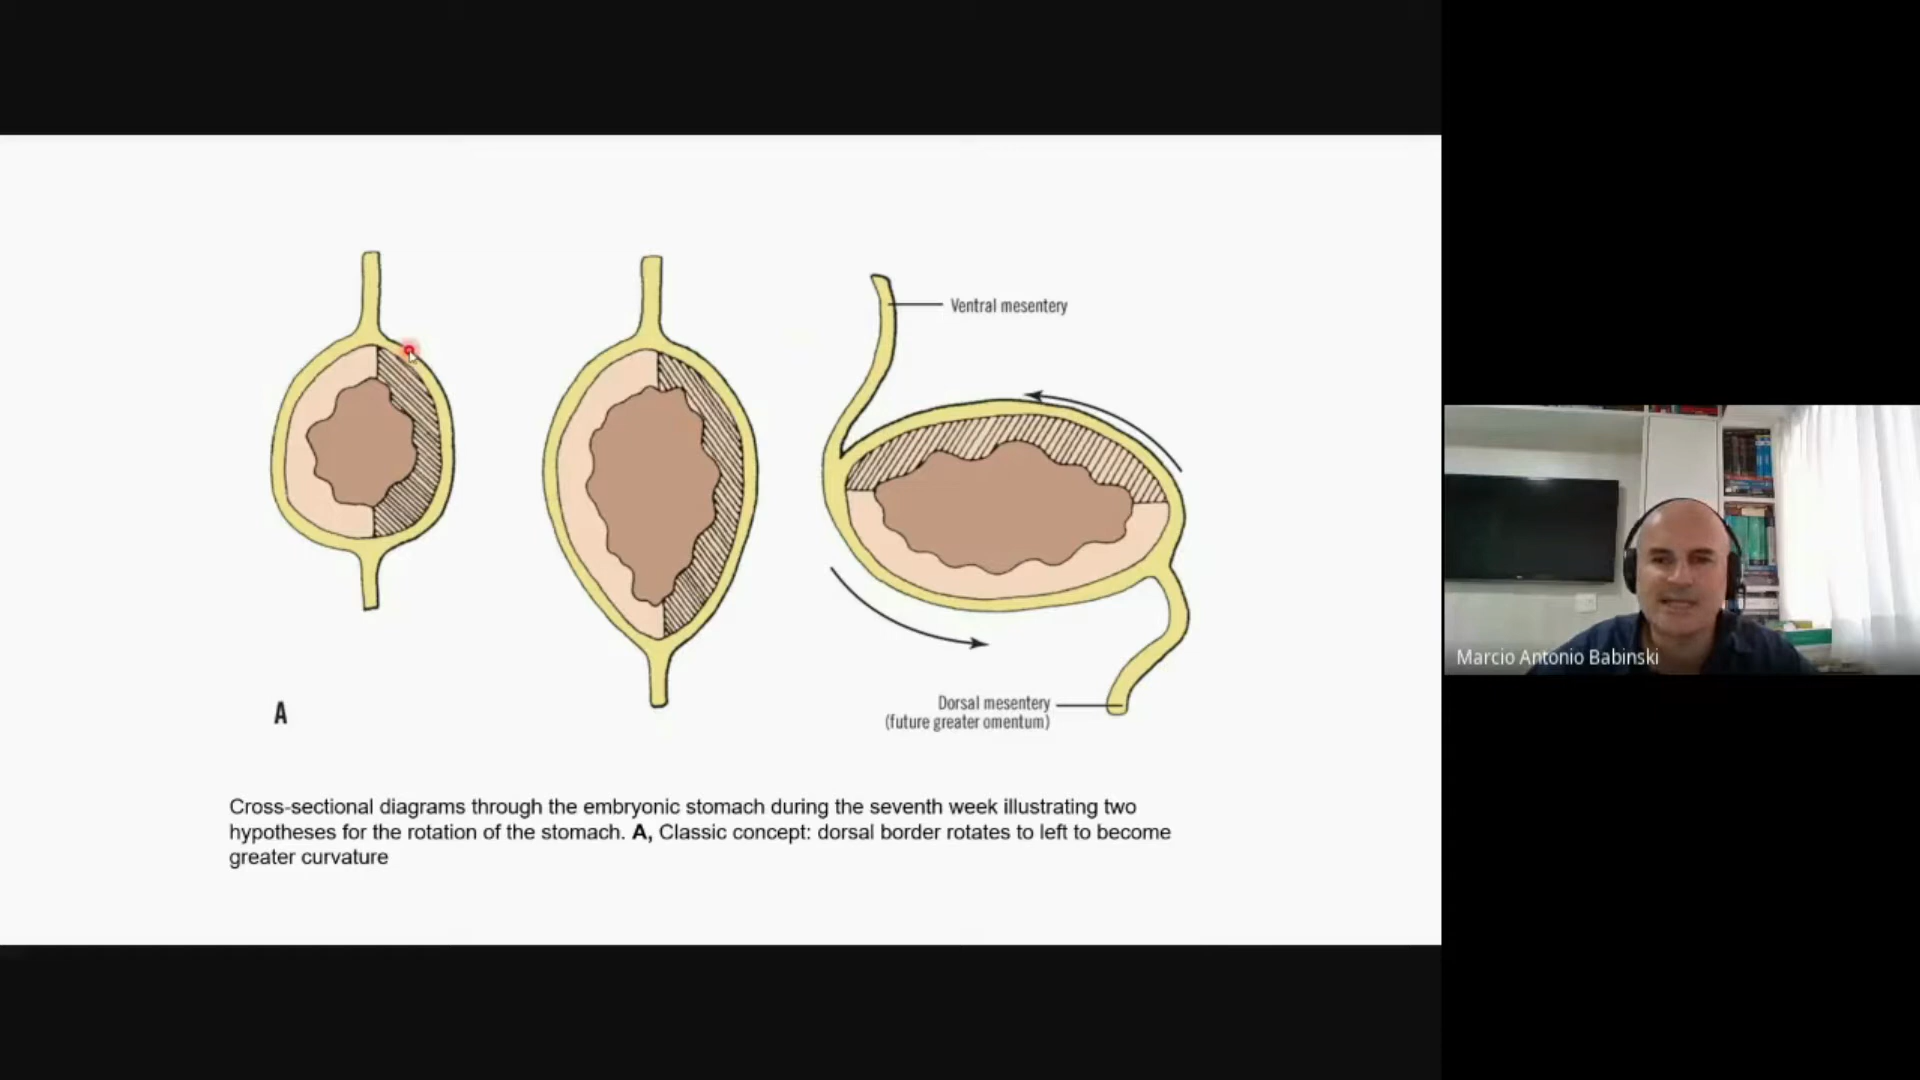 Ventral mesentery
Dorsal mesentery
(future greater omentum)
A
Cross-sectional diagrams through the embryonic stomach during the seventh week illustrating two
hypotheses for the rotation of the stomach. A, Classic concept: dorsal border rotates to left to become
greater curvature
Marcio Antonio Babinski